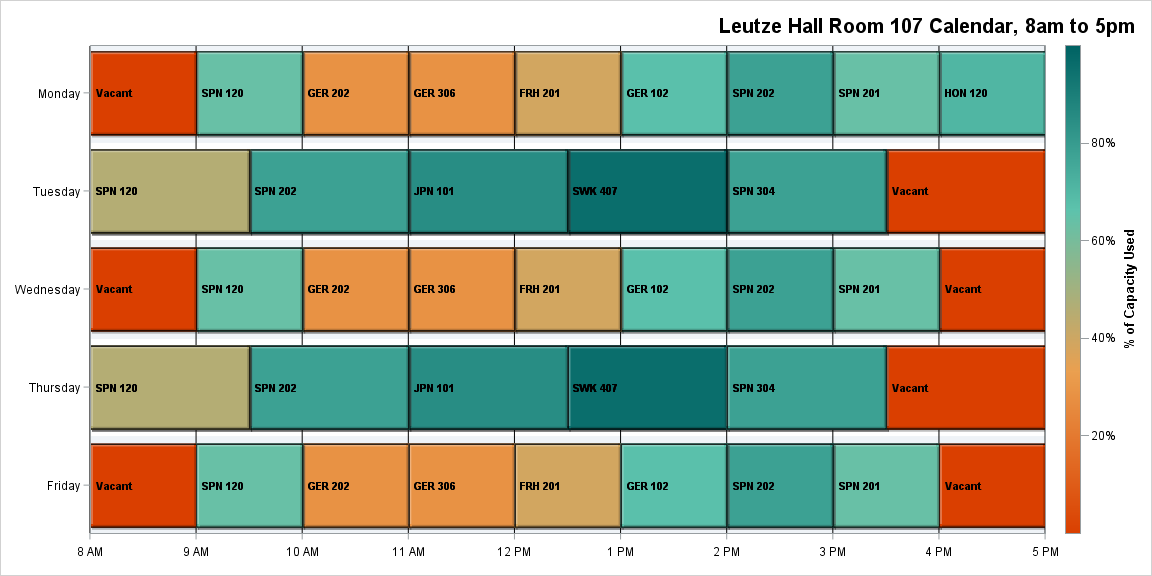 Leutze Hall Room 107 Calendar, 8am to 5pm
Monday
Vacant
SPN 120
GER 202
GER 306
FRH 201
GER 102
SPN 202
SPN 201
HON 120
Tuesday
SPN 120
SPN 202
JPN 101
SWK 407
SPN 304
Vacant
Wednesday
Vacant
SPN 120
GER 202
GER 306
FRH 201
GER 102
SPN 202
SPN 201
Vacant
Thursday
SPN 120
SPN 202
JPN 101
SWK 407
SPN 304
Vacant
Friday
Vacant
SPN 120
GER 202
GER 306
FRH 201
GER 102
SPN 202
SPN 201
Vacant
8 AM
9 AM
10 AM
11 AM
12 PM
1 PM
2 PM
3 PM
4 PM
5 PM
80%
60%
40%
20%
% of Capacity Used